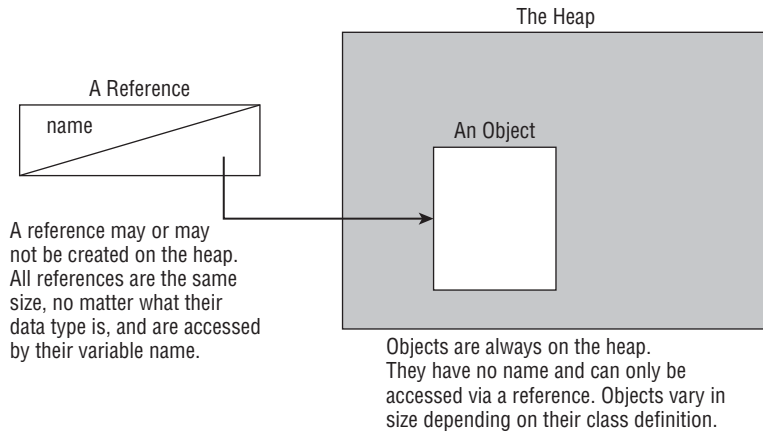 The Heap
A Reference
name
An Object
A reference may or may
not be created on the heap.
All references are the same
size, no matter what their
data type is, and are accessed
by their variable name.
Objects are always on the heap.
They have no name and can only be
accessed via a reference. Objects vary in
size depending on their class definition.